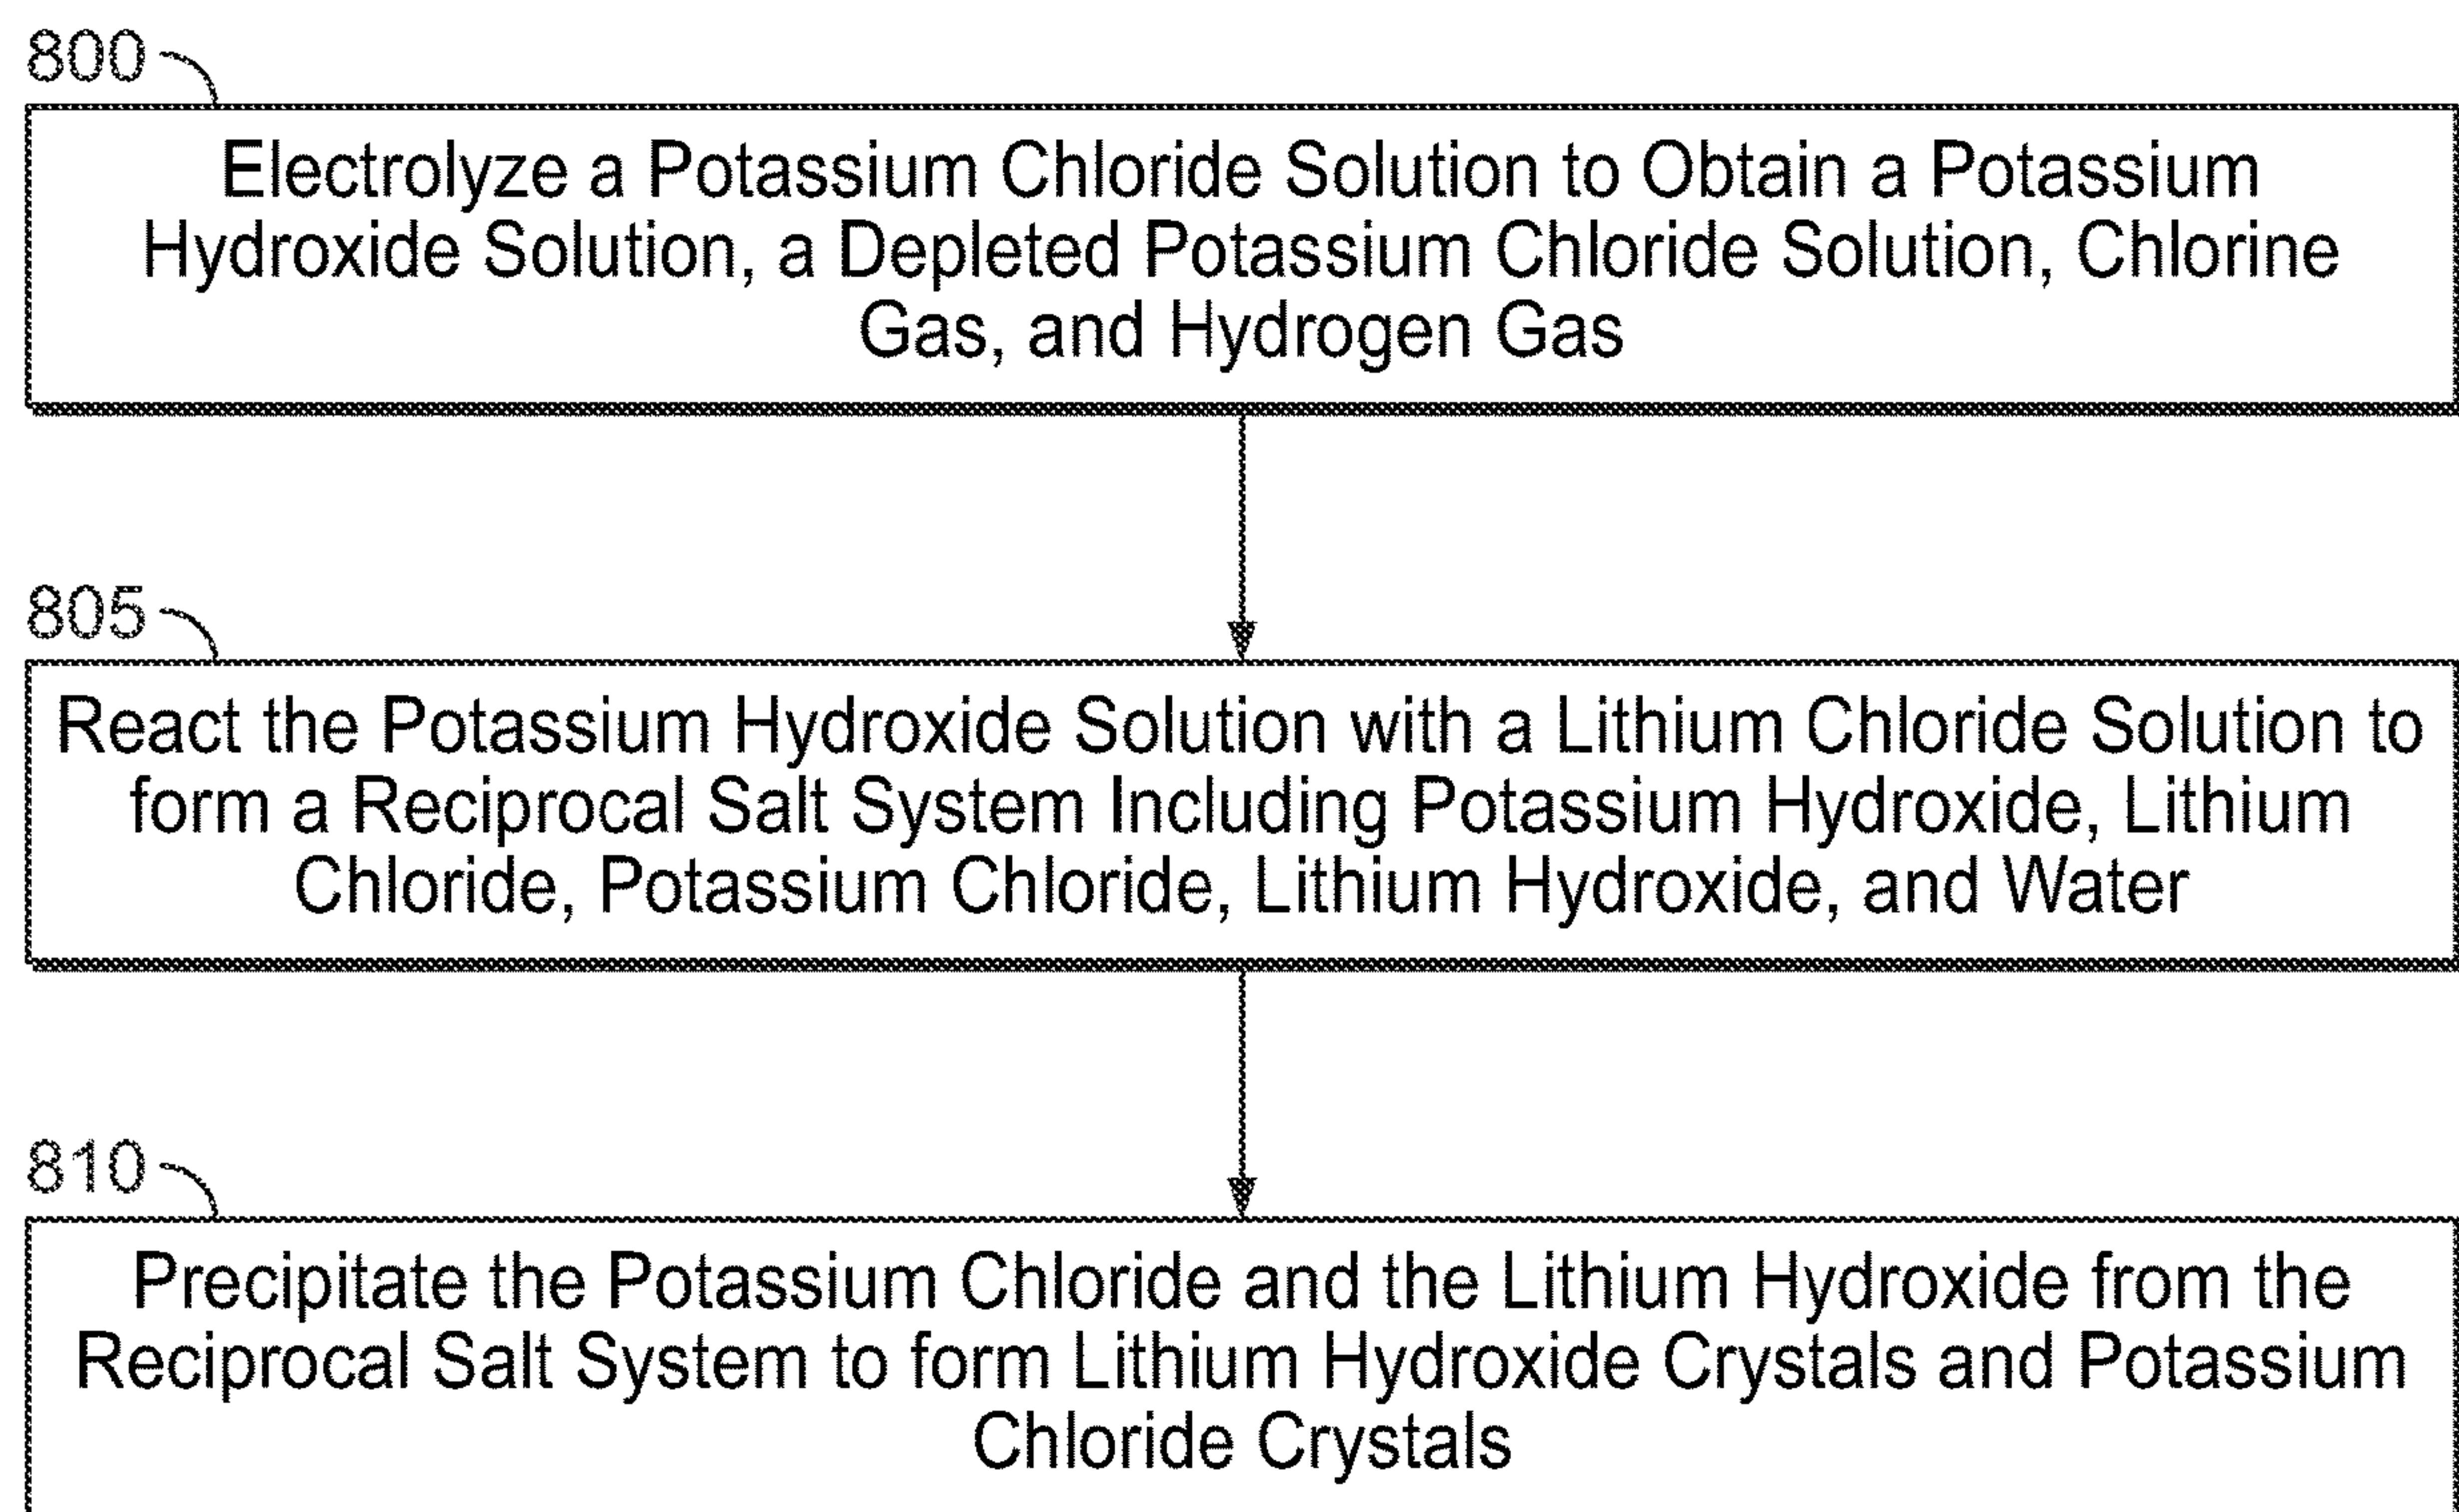 800
Electrolyze a Potassium Chloride Solution to Obtain a Potassium
Hydroxide Solution, a Depleted Potassium Chloride Solution, Chlorine
Gas, and Hydrogen Gas
805
React the Potassium Hydroxide Solution with a Lithium Chloride Solution to
form a Reciprocal Salt System Including Potassium Hydroxide, Lithium
Chloride, Potassium Chloride, Lithium Hydroxide, and Water
810
Precipitate the Potassium Chloride and the Lithium Hydroxide from the
Reciprocal Salt System to form Lithium Hydroxide Crystals and Potassium
Chloride Crystals